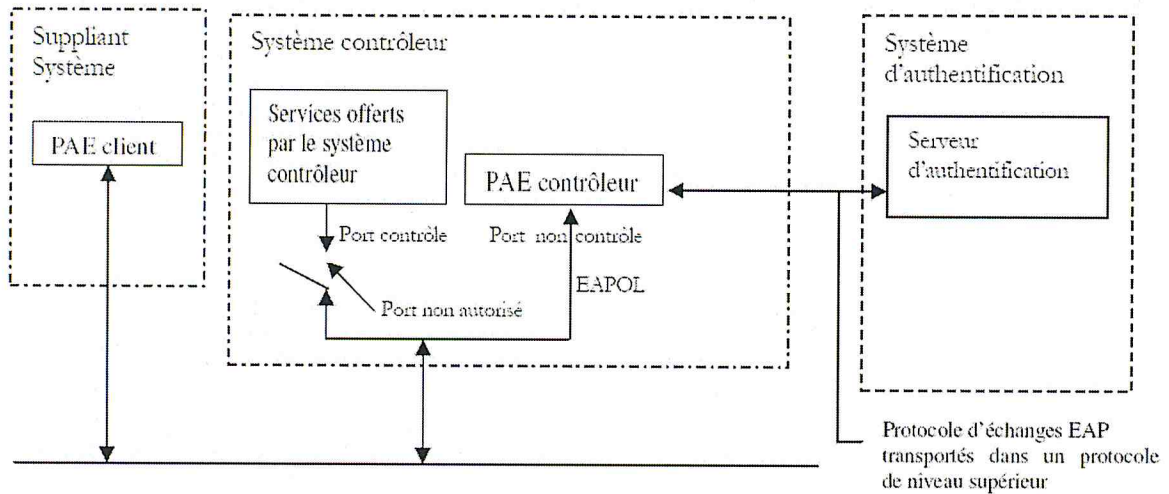 Suppliant
Système
PAE client
Système contrôleur
Services offerts
par le système
contrôleur
PAE contrôleur
Port contrôle
Port non contrôle
EAPOL
Port non autorisé
Système
d'authentification
Serveur
d'authentification
Protocole d'échanges EAP
transportés dans un protocole
de niveau supérieur